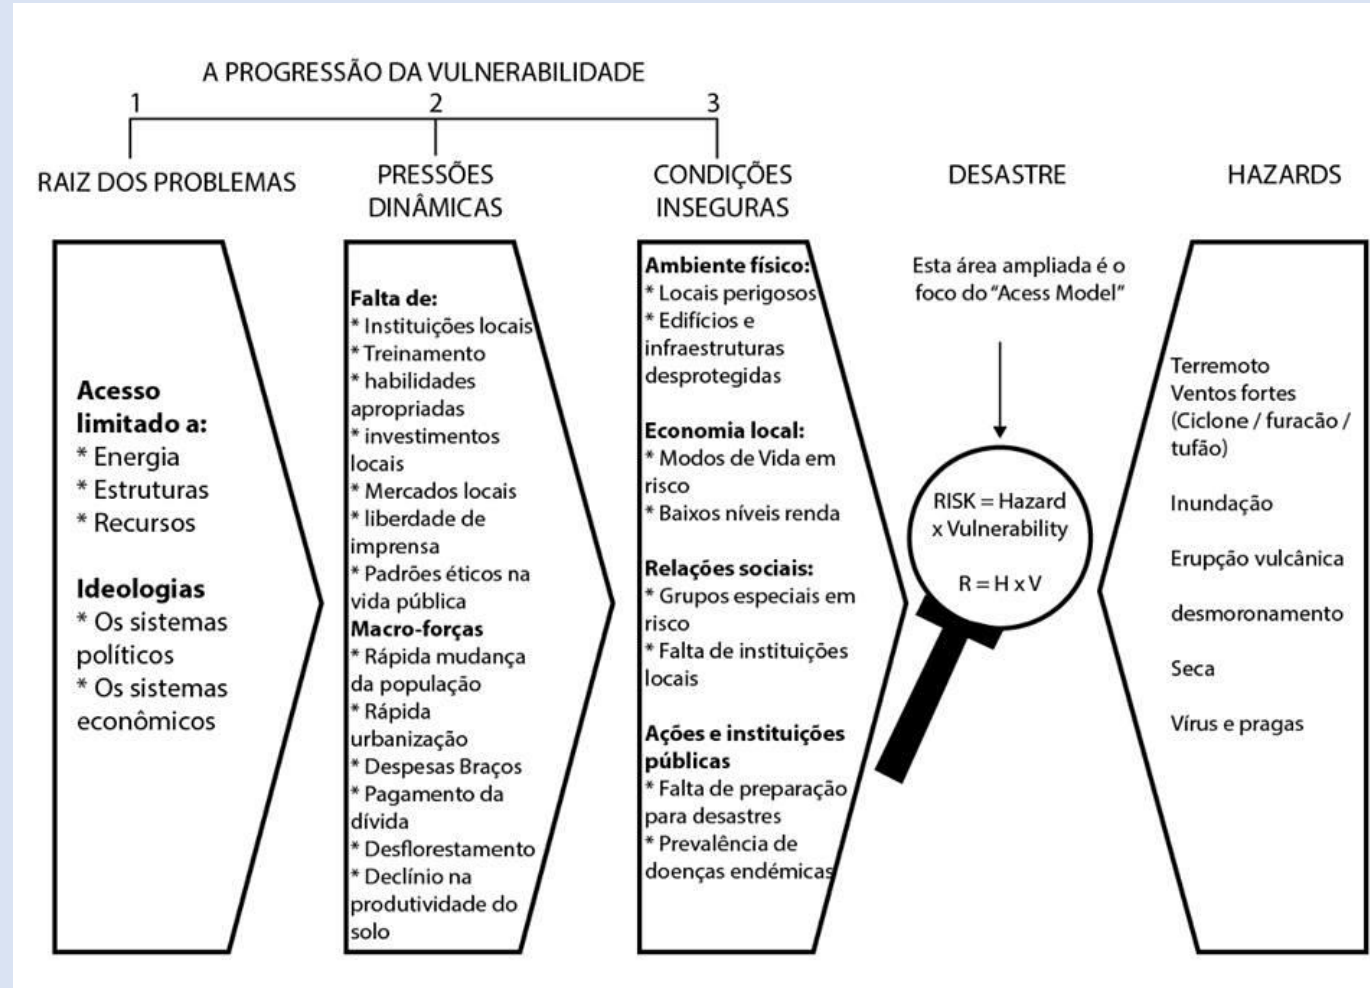 A PROGRESSÃO DA VULNERABILIDADE
1
2
3
RAIZ DOS PROBLEMAS
PRESSÕES
DINÂMICAS
CONDIÇÕES
INSEGURAS
DESASTRE
HAZARDS
Acesso
limitado a:
* Energia
* Estruturas
* Recursos
Ideologias
* Os sistemas
políticos
* Os sistemas
econômicos
Falta de:
* Instituições locais
* Treinamento
* habilidades
apropriadas
* investimentos
locais
* Mercados locais
* liberdade de
imprensa
* Padrões éticos na
vida pública
Macro-forças
* Rápida mudança
da população
* Rápida
urbanização
* Despesas Braços
* Pagamento da
dívida
* Desflorestamento
* Declínio na
produtividade do
solo
Ambiente físico:
* Locais perigosos
* Edifícios e
infraestruturas
desprotegidas
Economia local:
* Modos de Vida em
risco
* Baixos níveis renda
Relações sociais:
* Grupos especiais em
risco
* Falta de instituições
locais
Ações e instituições
públicas
* Falta de preparação
para desastres
* Prevalência de
doenças endémicas
Esta área ampliada é o
foco do “Acess Model”
RISK = Hazard
x Vulnerability
R = H x V
Terremoto
Ventos fortes
(Ciclone / furacão /
tufão)
Inundação
Erupção vulcânica
desmoronamento
Seca
Vírus e pragas